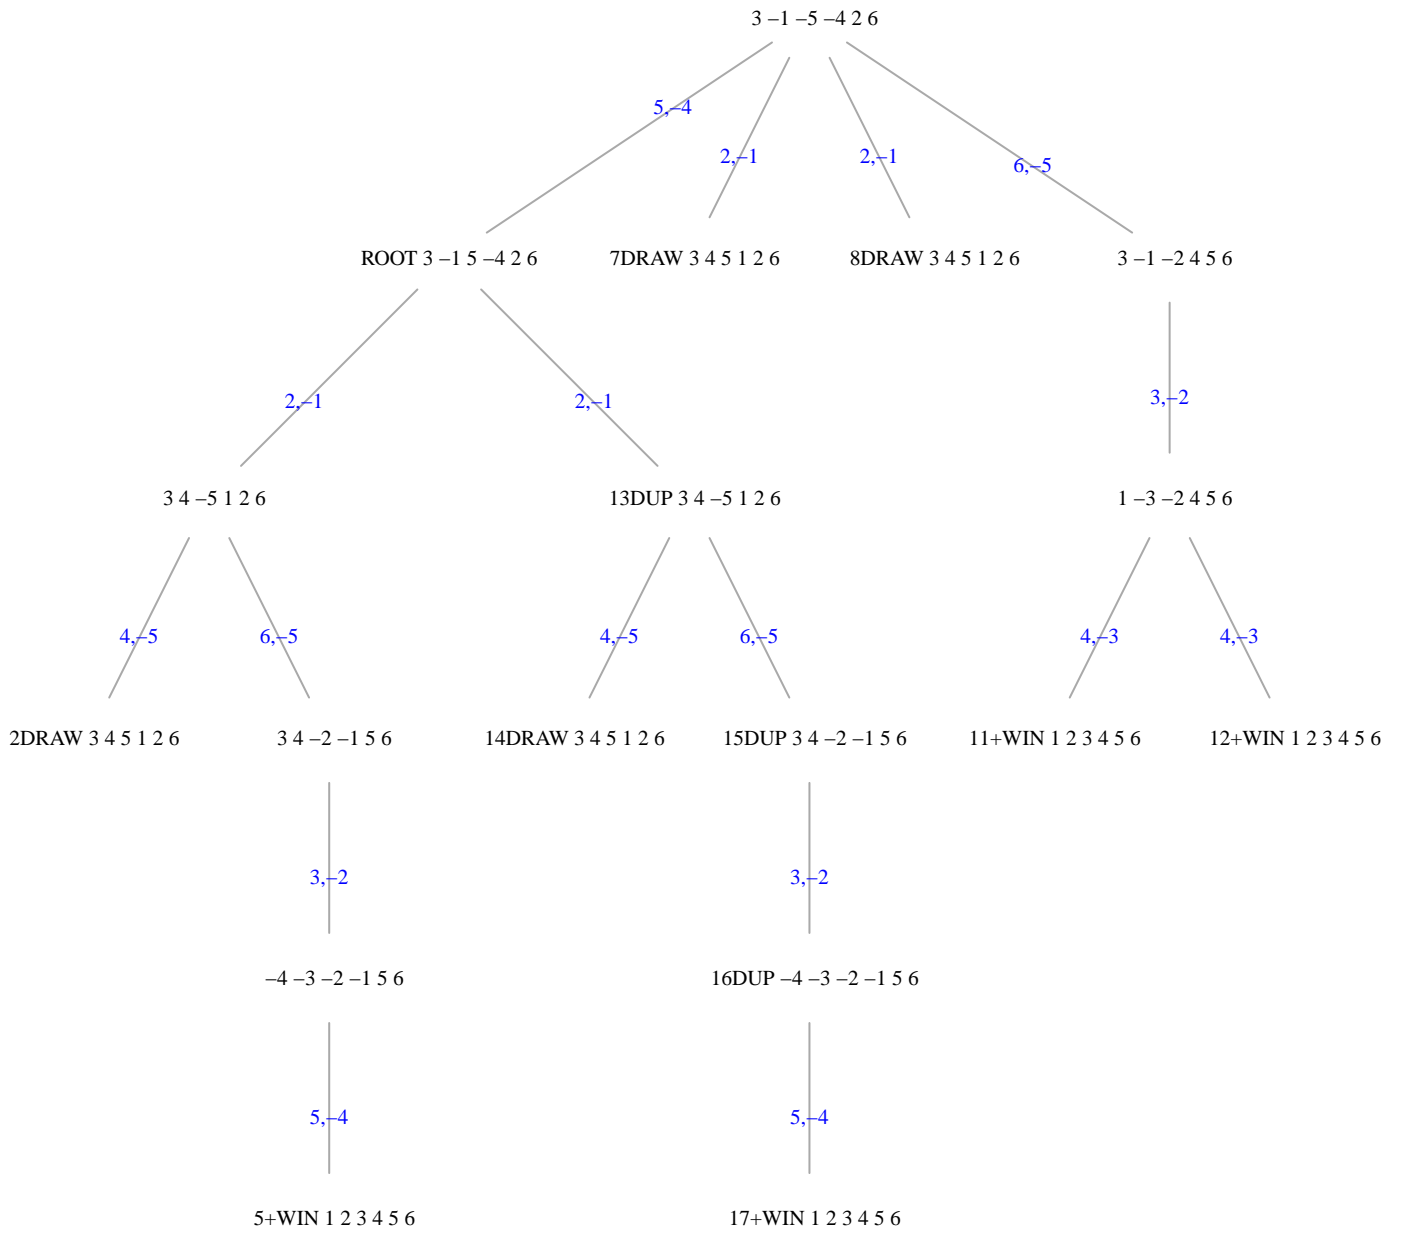 3 –1 –5 –4 2 6
5,–4
2,–1
2,–1
6,–5
ROOT 3 –1 5 –4 2 6
7DRAW 3 4 5 1 2 6
8DRAW 3 4 5 1 2 6
3 –1 –2 4 5 6
2,–1
2,–1
3,–2
3 4 –5 1 2 6
13DUP 3 4 –5 1 2 6
1 –3 –2 4 5 6
4,–5
6,–5
4,–5
6,–5
4,–3
4,–3
2DRAW 3 4 5 1 2 6
3 4 –2 –1 5 6
14DRAW 3 4 5 1 2 6
15DUP 3 4 –2 –1 5 6
11+WIN 1 2 3 4 5 6
12+WIN 1 2 3 4 5 6
3,–2
3,–2
–4 –3 –2 –1 5 6
16DUP –4 –3 –2 –1 5 6
5,–4
5,–4
5+WIN 1 2 3 4 5 6
17+WIN 1 2 3 4 5 6